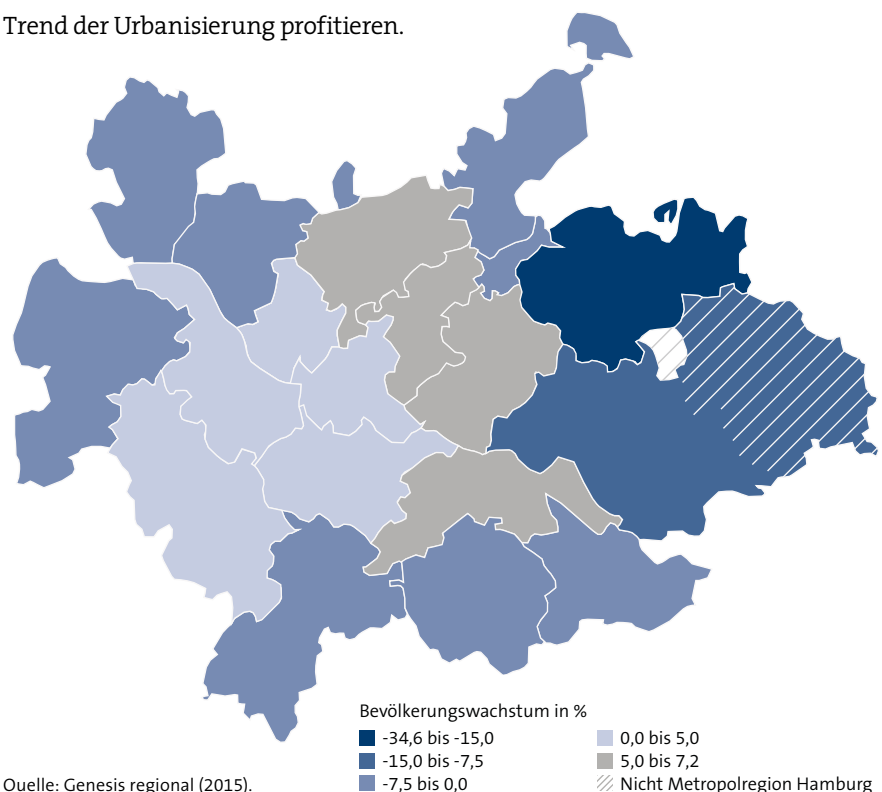 Trend der Urbanisierung profitieren.
Bevölkerungswachstum in %
-34,6 bis -15,0
-15,0 bis -7,5
-7,5 bis 0,0
0,0 bis 5,0
5,0 bis 7,2
Nicht Metropolregion Hamburg
Quelle: Genesis regional (2015).